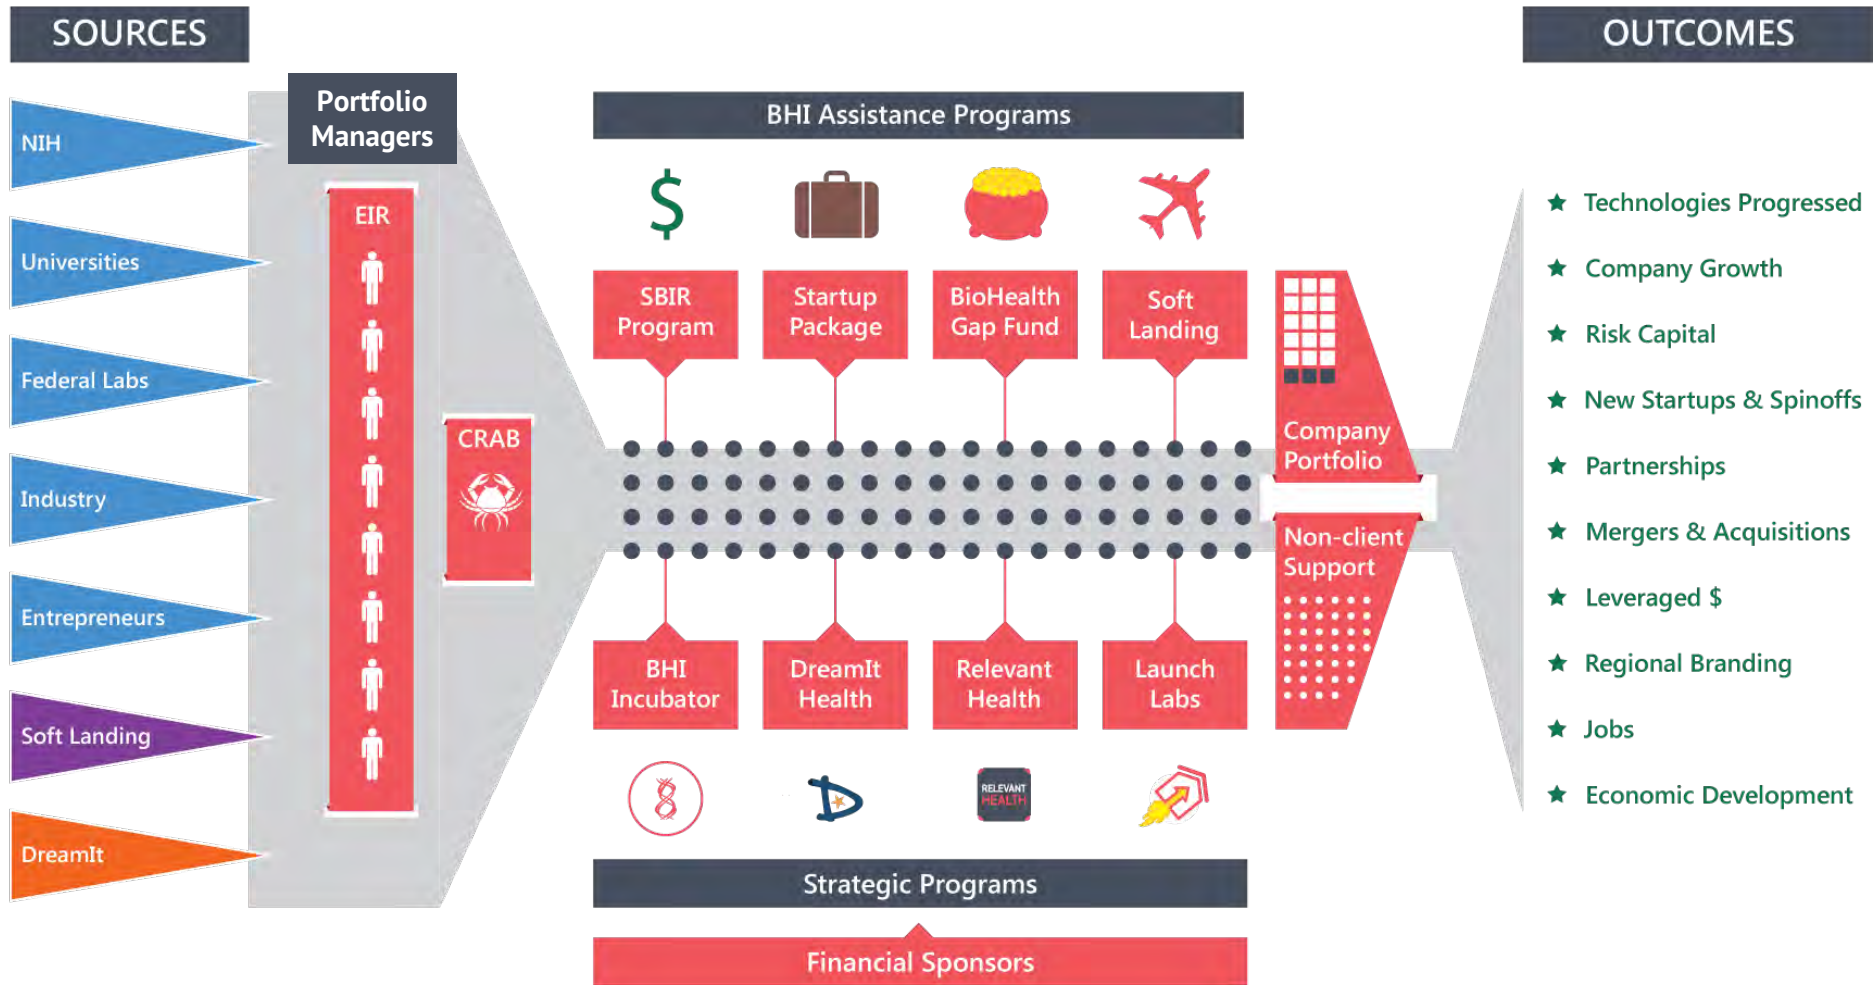 SOURCES
NIH
Universities
Federal Labs
Industry
Entrepreneurs
Soft Landing
DreamIt
Portfolio
Managers
EIR
CRAB
BHI Assistance Programs
SBIR
Program
Startup
Package
BioHealth
Gap Fund
Soft
Landing
BHI
Incubator
DreamIt
Health
Relevant
Health
Launch
Labs
RELEVANT
HEALTH
Strategic Programs
Financial Sponsors
Company
Portfolio
Non-client
Support
OUTCOMES
Technologies Progressed
Company Growth
Risk Capital
New Startups & Spinoffs
Partnerships
Mergers & Acquisitions
Leveraged $
Regional Branding
Jobs
Economic Development